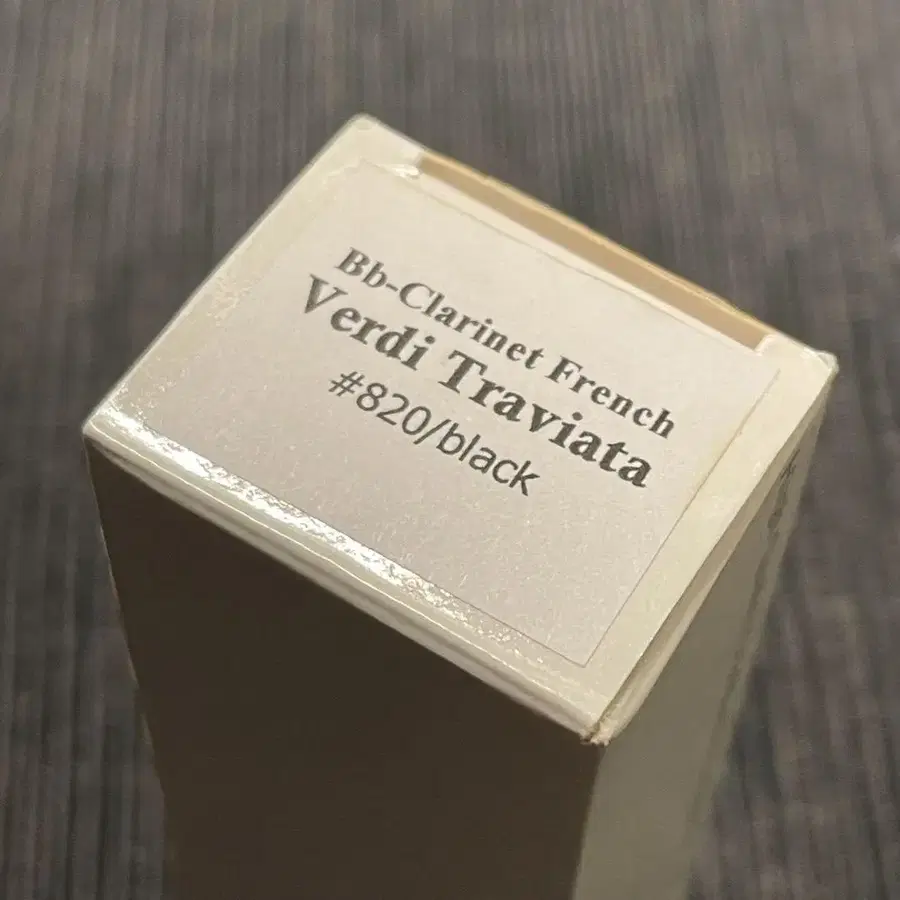 Bb-Clarinet French
Verdi Traviata
#820/black